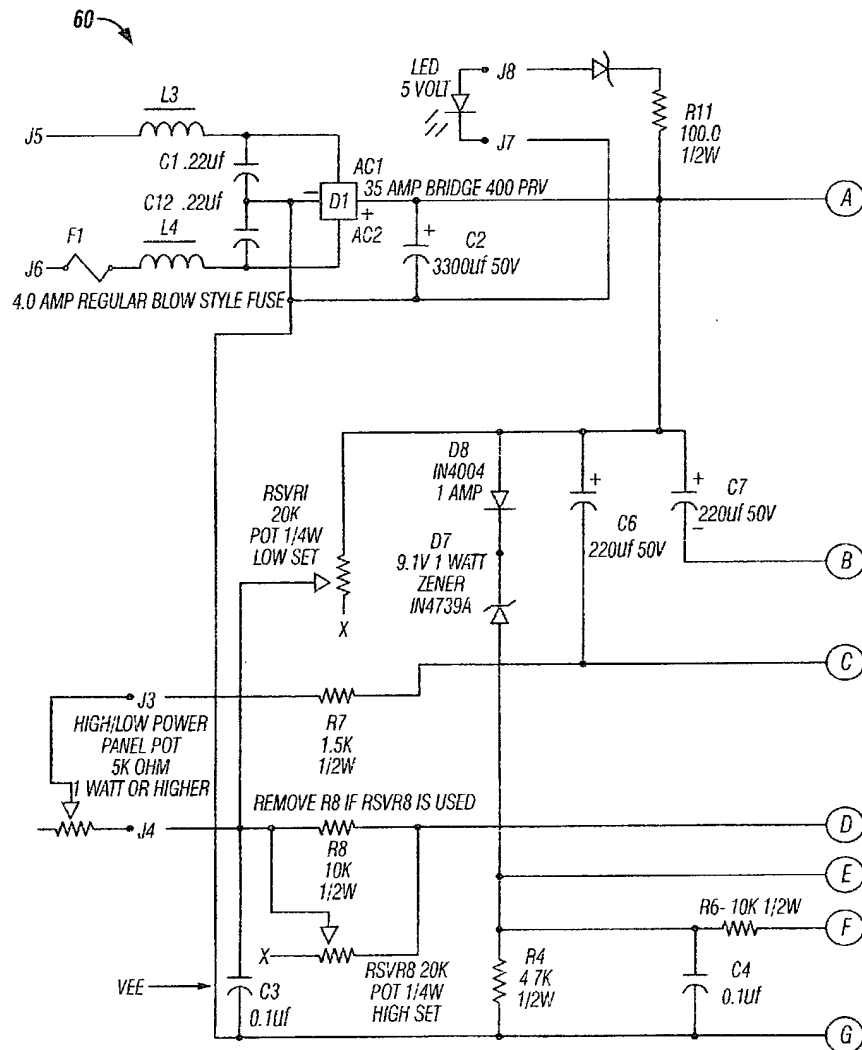 60
LED
5 VOLT
J8
J7
R11
100.0
1/2W
L3
J5
C1 .22uf
C12 .22uf
AC1
35 AMP BRIDGE 400 PRV
−
D1
+
AC2
A
F1
L4
J6
+
C2
3300uf 50V
4.0 AMP REGULAR BLOW STYLE FUSE
D8
IN4004
1 AMP
RSVRI
20K
POT 1/4W
LOW SET
X
D7
9.1V 1 WATT
ZENER
IN4739A
+
C6
220uf 50V
+
C7
220uf 50V
−
B
C
J3
HIGH/LOW POWER
PANEL POT
5K OHM
1 WATT OR HIGHER
R7
1.5K
1/2W
REMOVE R8 IF RSVR8 IS USED
J4
R8
10K
1/2W
D
E
R6- 10K 1/2W
F
X
RSVR8 20K
POT 1/4W
HIGH SET
R4
4 7K
1/2W
C4
0.1uf
VEE
C3
0.1uf
G